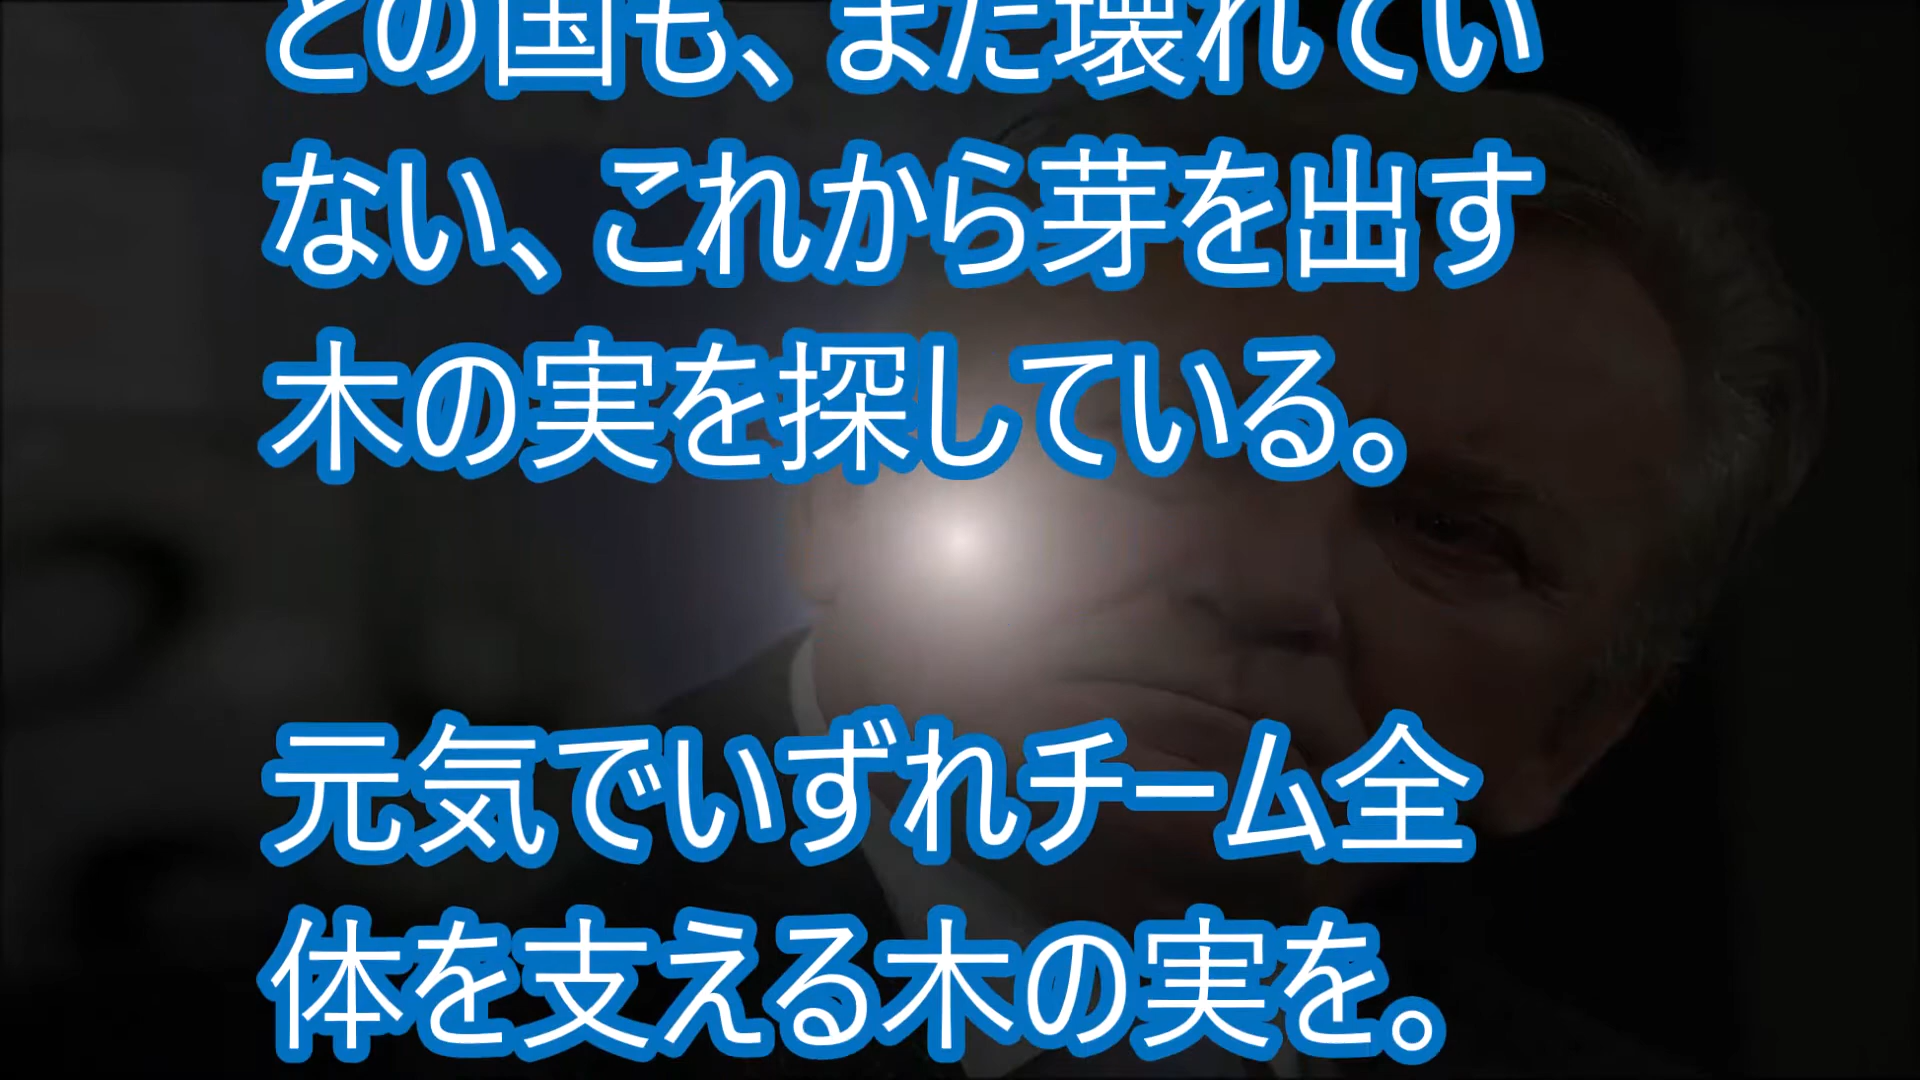 どの国も、まだ壊れてい
ない、これから芽を出す
木の実を探している。
元気でいずれチーム全
体を支える木の実を。